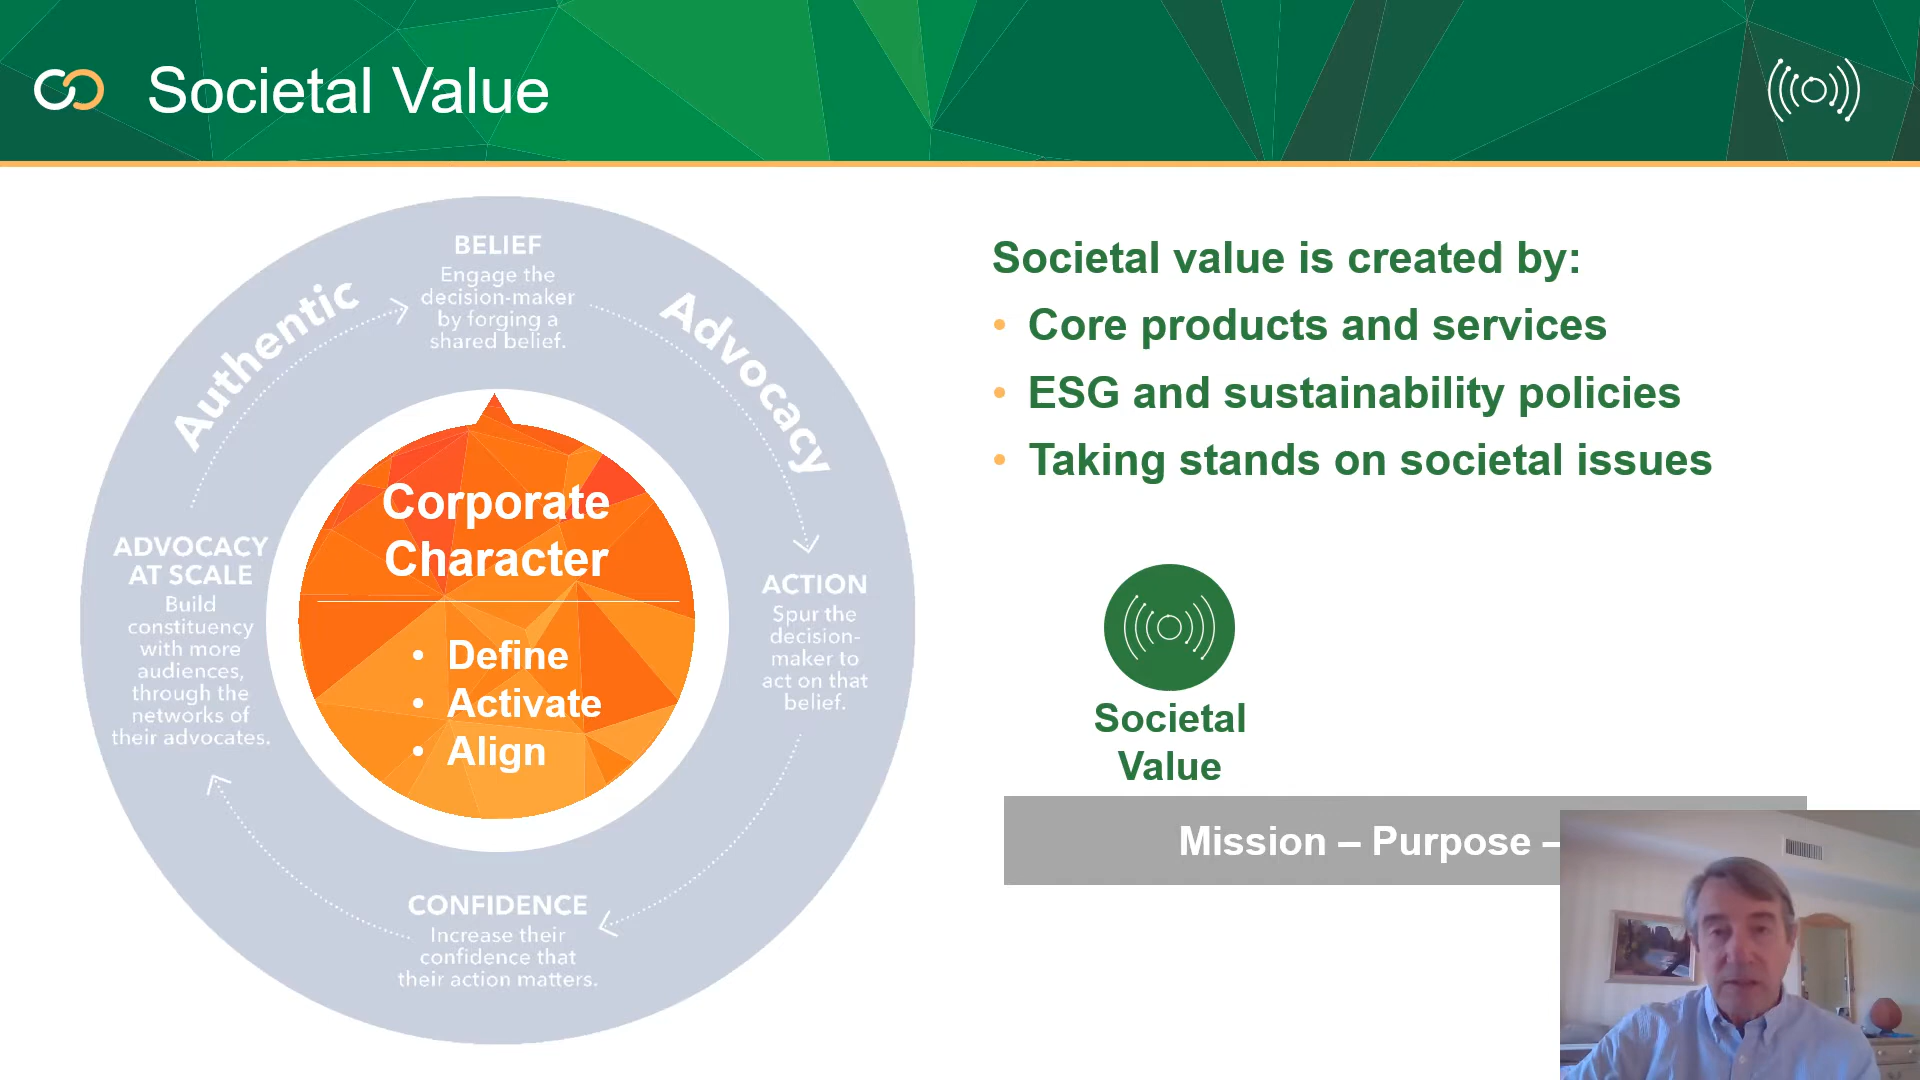 Societal Value
Authentic
Advocacy
BELIEF
Engage the
decision-maker
by forging a
shared belief.
ACTION
Spur the
decision-
maker to
act on that
belief.
CONFIDENCE
Increase their
confidence that
their action matters.
ADVOCACY
AT SCALE
Build
constituency
with more
audiences,
through the
networks of
their advocates.
Corporate
Character
• Define
• Activate
• Align
Societal value is created by:
• Core products and services
• ESG and sustainability policies
• Taking stands on societal issues
Societal
Value
Mission – Purpose –